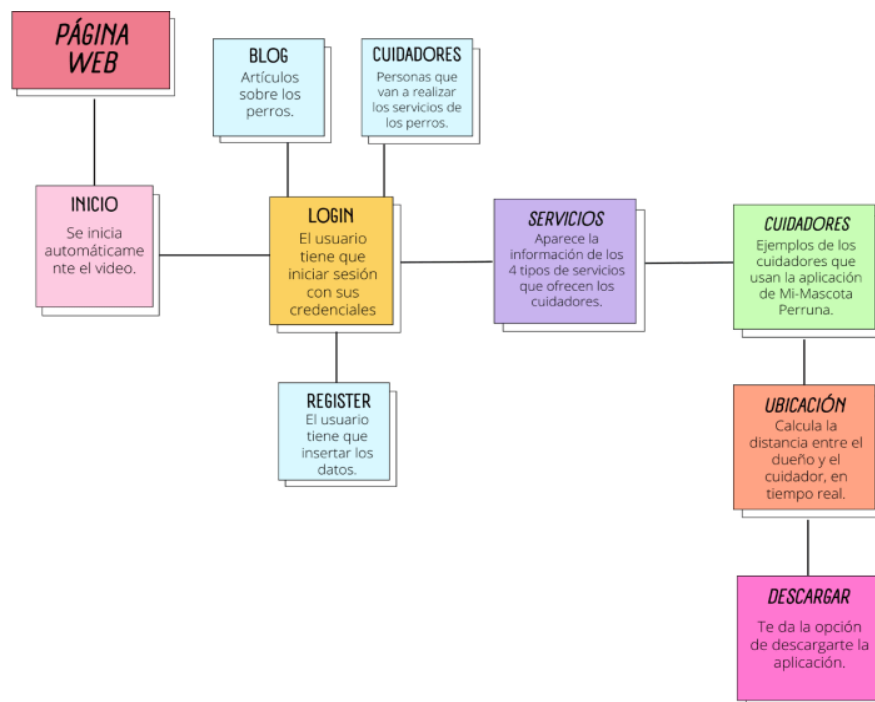 PÁGINA
WEB
BLOG
Artículos
sobre los
perros.
CUIDADORES
Personas que
van a realizar
los servicios de
los perros.
INICIO
Se inicia
automáticame
nte el video.
LOGIN
El usuario
tiene que
iniciar sesión
con sus
credenciales
SERVICIOS
Aparece la
información de los
4 tipos de servicios
que ofrecen los
cuidadores.
CUIDADORES
Ejemplos de los
cuidadores que
usan la aplicación
de Mi-Mascota
Perruna.
REGISTER
El usuario
tiene que
insertar los
datos.
UBICACIÓN
Calcula la
distancia entre el
dueño y el
cuidador, en
tiempo real.
DESCARGAR
Te da la opción
de descargarte la
aplicación.